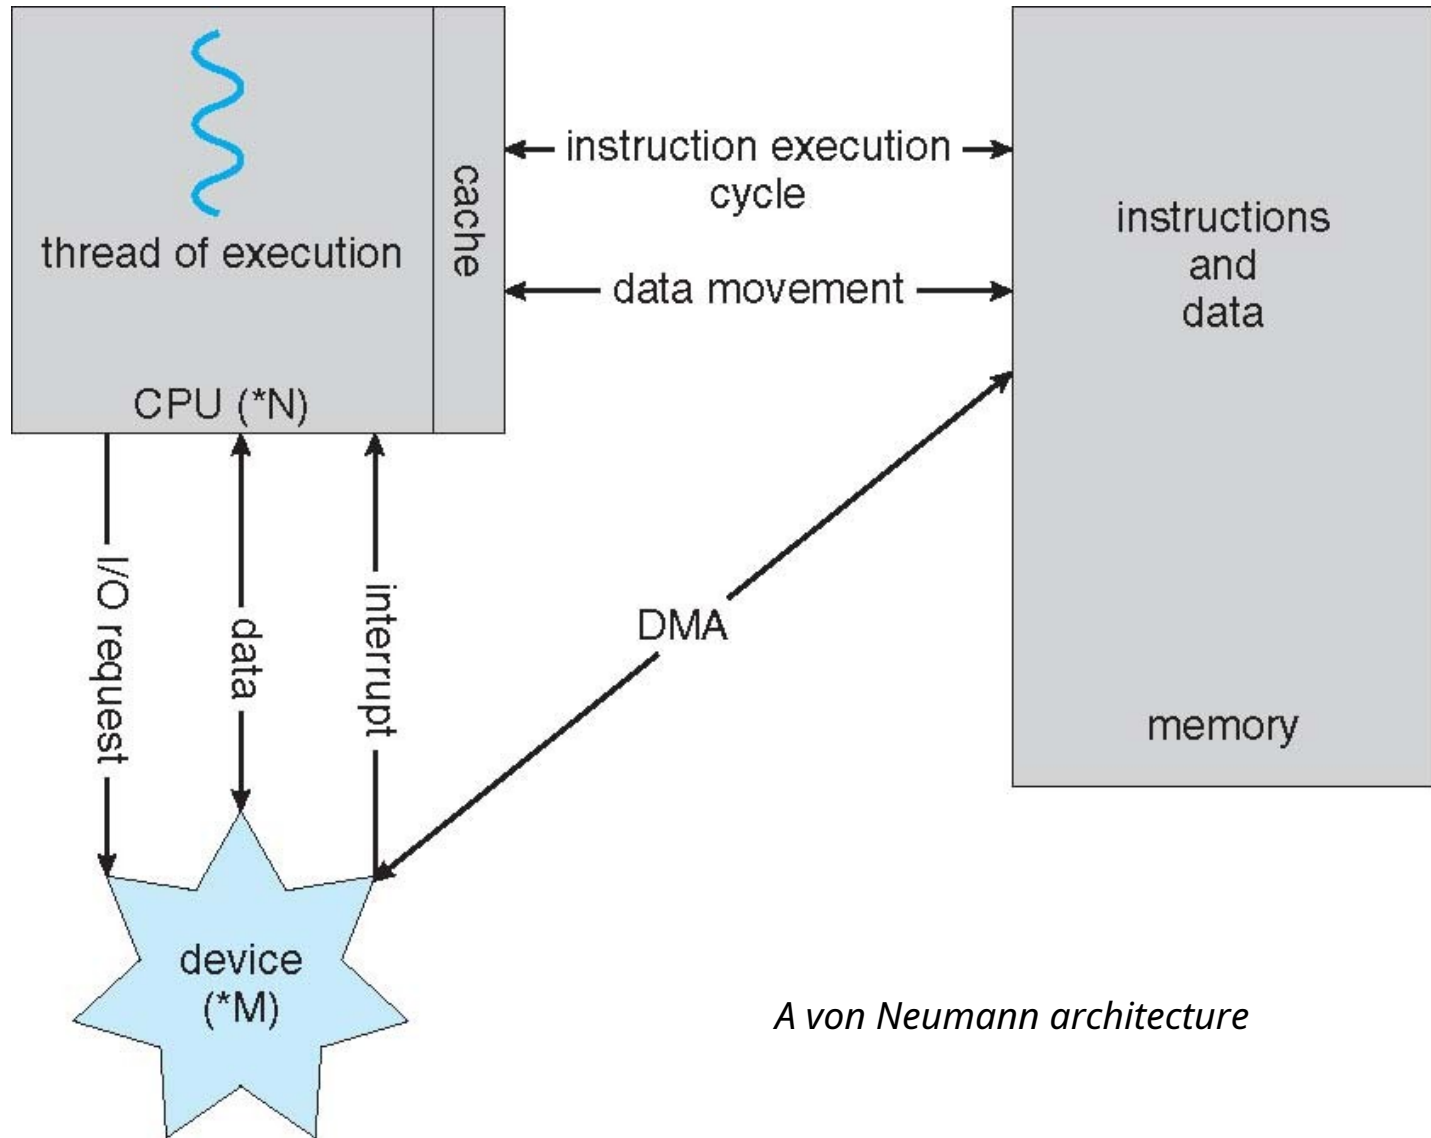 thread of execution
CPU (*N)
cache
instruction execution
cycle
data movement
instructions
and
data
memory
I/O request
data
interrupt
DMA
device
(*M)
A von Neumann architecture